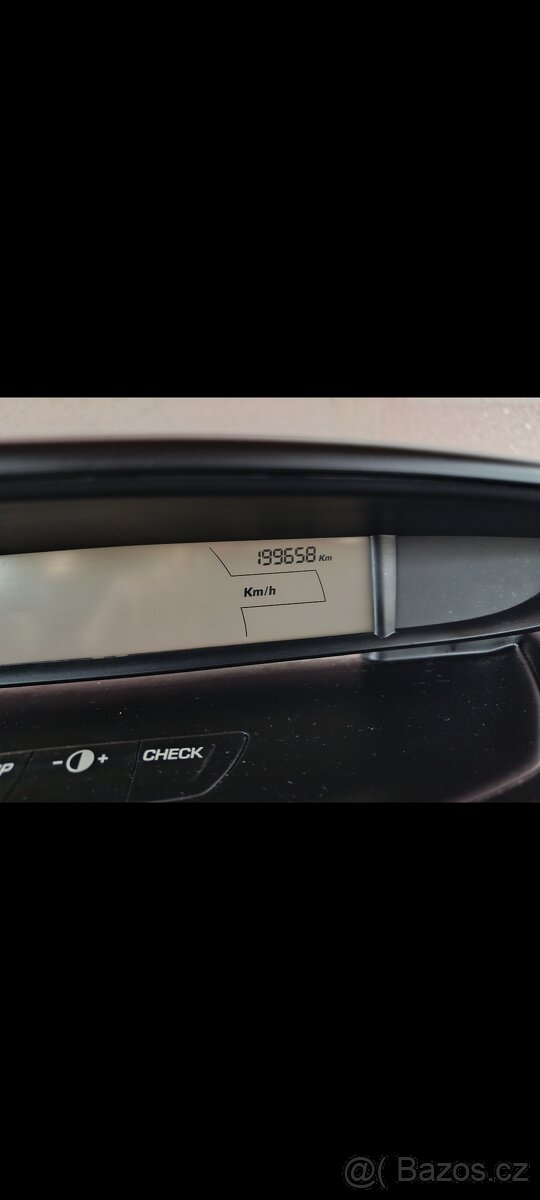 199658 Km
Km/h
- +
CHECK
@( Bazos.cz